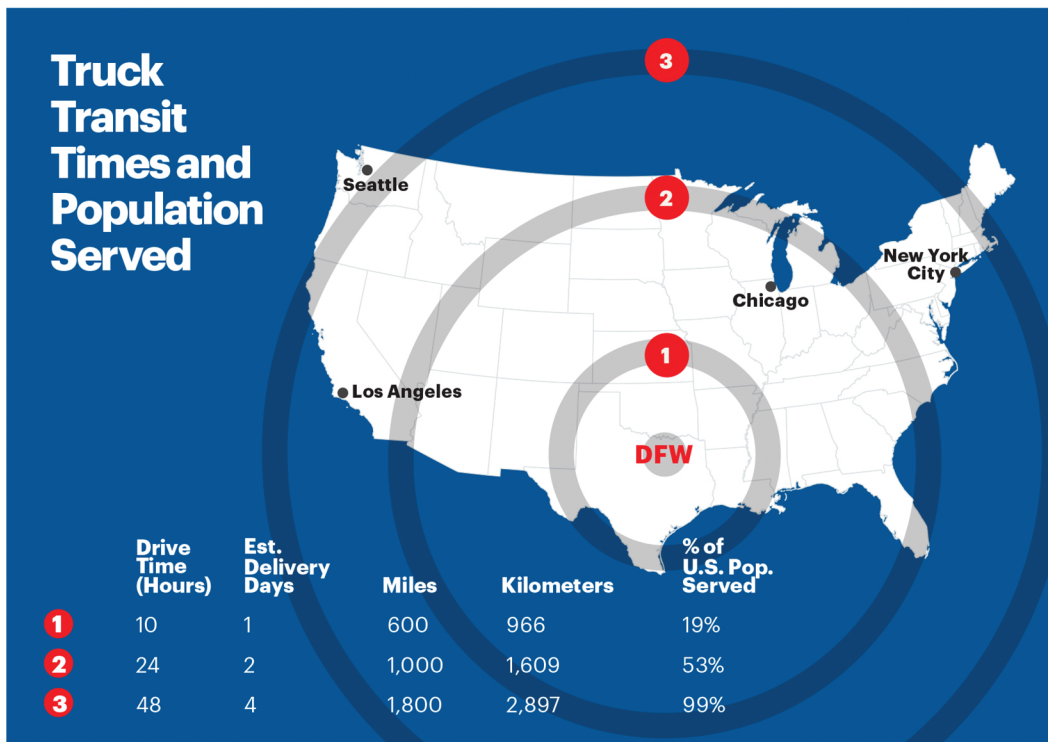 Truck
Transit
Times and
Population
Served
3
Seattle
2
New York
City
Chicago
1
Los Angeles
DFW
Drive
Time
(Hours)
Est.
Delivery
Days
Miles
Kilometers
% of
U.S. Pop.
Served
1 10 1 600 966 19%
2 24 2 1,000 1,609 53%
3 48 4 1,800 2,897 99%